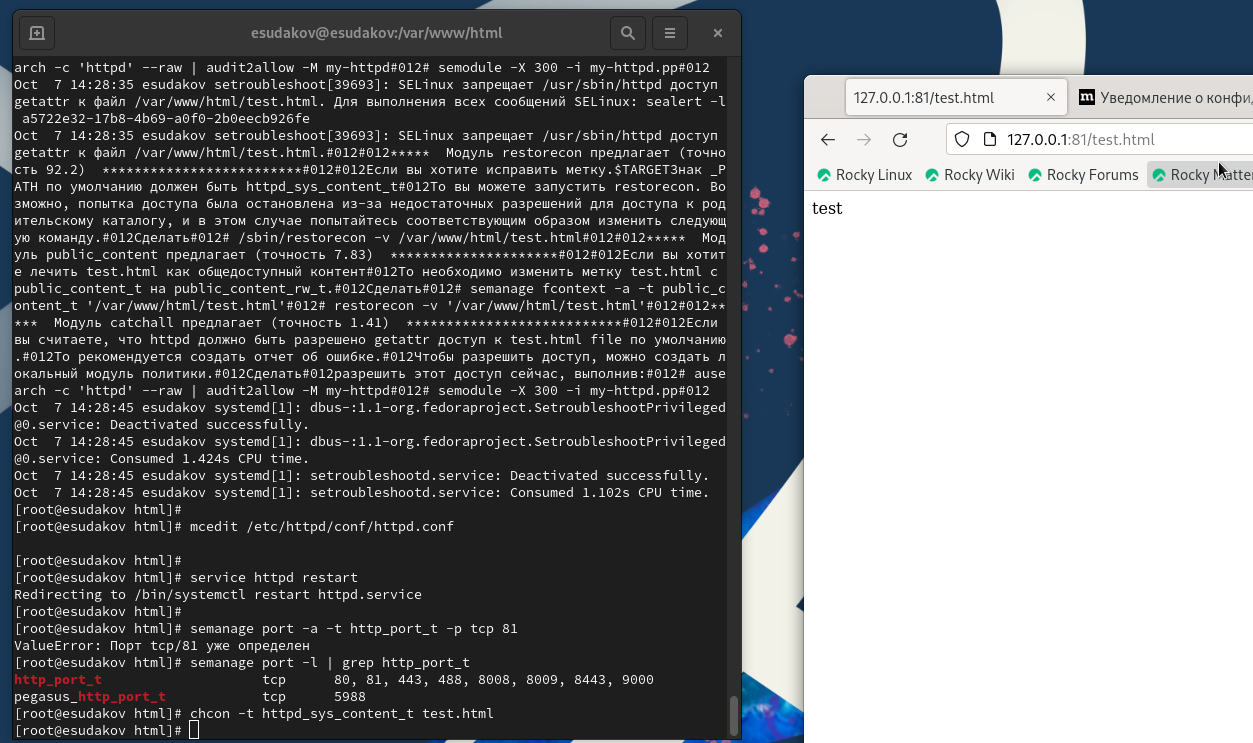 esudakov@esudakov:/var/www/html
arch -c 'httpd' --raw | audit2allow -M my-httpd#012# semodule -X 300 -i my-httpd.pp#012
Oct  7 14:28:35 esudakov setroubleshoot[39693]: SELinux запрещает /usr/sbin/httpd доступ
getattr к файл /var/www/html/test.html. Для выполнения всех сообщений SELinux: sealert -l
 a5722e32-17b8-4b69-a0f0-2b0eecb926fe
Oct  7 14:28:35 esudakov setroubleshoot[39693]: SELinux запрещает /usr/sbin/httpd доступ
getattr к файл /var/www/html/test.html.#012#012*****  Модуль restorecon предлагает (точно
сть 92.2)  *************************#012#012Если вы хотите исправить метку.$TARGETЗнак _P
ATH по умолчанию должен быть httpd_sys_content_t#012То вы можете запустить restorecon. Во
зможно, попытка доступа была остановлена из-за недостаточных разрешений для доступа к род
ительскому каталогу, и в этом случае попытайтесь соответствующим образом изменить следующ
ую команду.#012Сделать#012# /sbin/restorecon -v /var/www/html/test.html#012#012*****  Мод
уль public_content предлагает (точность 7.83)  *********************#012#012Если вы хотит
е лечить test.html как общедоступный контент#012То необходимо изменить метку test.html с
public_content_t на public_content_rw_t.#012Сделать#012# semanage fcontext -a -t public_c
ontent_t '/var/www/html/test.html'#012# restorecon -v '/var/www/html/test.html'#012#012**
***  Модуль catchall предлагает (точность 1.41)  ***************************#012#012Если
вы считаете, что httpd должно быть разрешено getattr доступ к test.html file по умолчанию
.#012То рекомендуется создать отчет об ошибке.#012Чтобы разрешить доступ, можно создать л
окальный модуль политики.#012Сделать#012разрешить этот доступ сейчас, выполнив:#012# ause
arch -c 'httpd' --raw | audit2allow -M my-httpd#012# semodule -X 300 -i my-httpd.pp#012
Oct  7 14:28:45 esudakov systemd[1]: dbus-:1.1-org.fedoraproject.SetroubleshootPrivileged
@0.service: Deactivated successfully.
Oct  7 14:28:45 esudakov systemd[1]: dbus-:1.1-org.fedoraproject.SetroubleshootPrivileged
@0.service: Consumed 1.424s CPU time.
Oct  7 14:28:45 esudakov systemd[1]: setroubleshootd.service: Deactivated successfully.
Oct  7 14:28:45 esudakov systemd[1]: setroubleshootd.service: Consumed 1.102s CPU time.
[root@esudakov html]#
[root@esudakov html]# mcedit /etc/httpd/conf/httpd.conf
[root@esudakov html]#
[root@esudakov html]# service httpd restart
Redirecting to /bin/systemctl restart httpd.service
[root@esudakov html]#
[root@esudakov html]# semanage port -a -t http_port_t -p tcp 81
ValueError: Порт tcp/81 уже определен
[root@esudakov html]# semanage port -l | grep http_port_t
http_port_t                    tcp      80, 81, 443, 488, 8008, 8009, 8443, 9000
pegasus_http_port_t            tcp      5988
[root@esudakov html]# chcon -t httpd_sys_content_t test.html
[root@esudakov html]#
127.0.0.1:81/test.html
m Уведомление о конфи
127.0.0.1:81/test.html
Rocky Linux Rocky Wiki Rocky Forums Rocky Matter
test